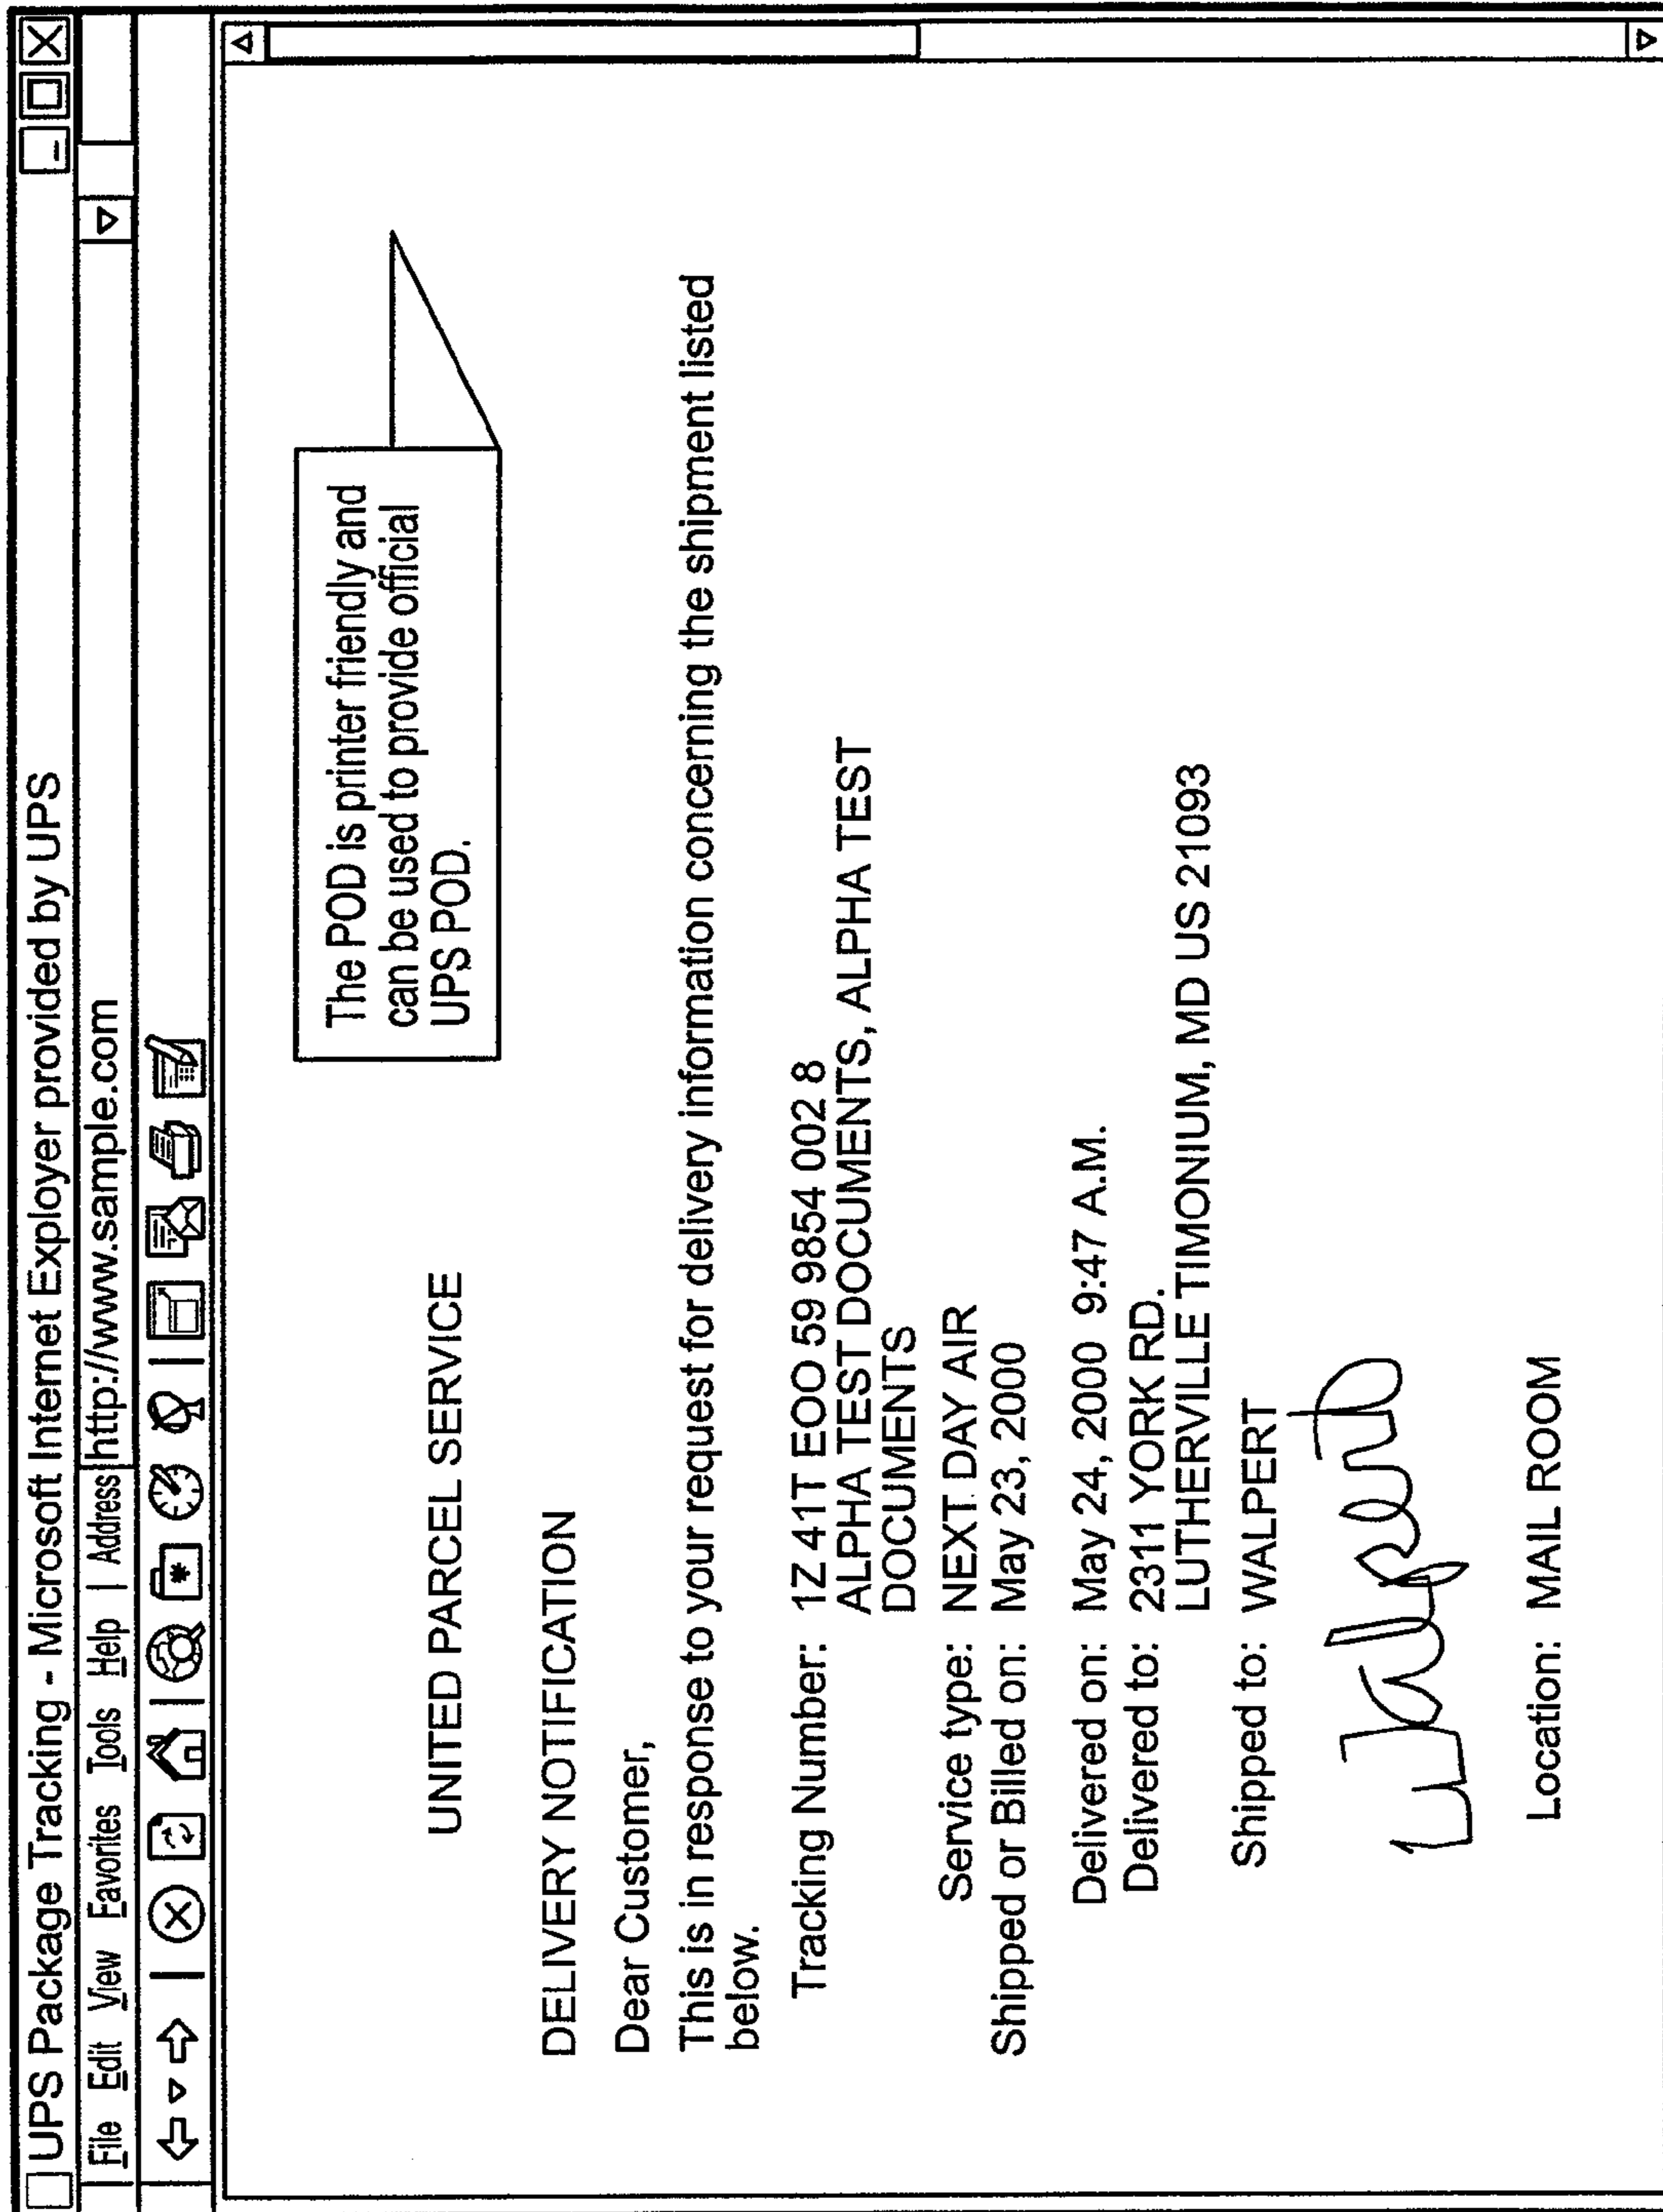 UPS Package Tracking - Microsoft Internet Exployer provided by UPS
File Edit View Favorites Tools Help | Address http://www.sample.com
The POD is printer friendly and
can be used to provide official
UPS POD.
UNITED PARCEL SERVICE
DELIVERY NOTIFICATION
Dear Customer,
This is in response to your request for delivery information concerning the shipment listed
below.
Tracking Number: 1Z 41T EOO 59 9854 002 8
ALPHA TEST DOCUMENTS, ALPHA TEST
DOCUMENTS
Service type: NEXT DAY AIR
Shipped or Billed on: May 23, 2000
Delivered on: May 24, 2000 9:47 A.M.
Delivered to: 2311 YORK RD.
LUTHERVILLE TIMONIUM, MD US 21093
Shipped to: WALPERT
Walpert
Location: MAIL ROOM